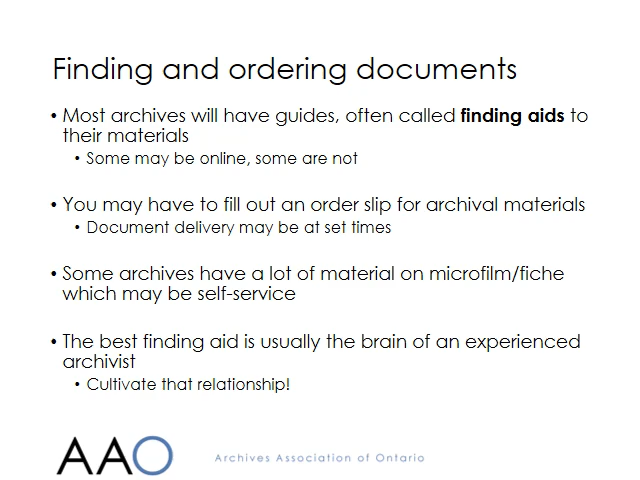 Finding and ordering documents
• Most archives will have guides, often called finding aids to
their materials
• Some may be online, some are not
• You may have to fill out an order slip for archival materials
• Document delivery may be at set times
• Some archives have a lot of material on microfilm/fiche
which may be self-service
• The best finding aid is usually the brain of an experienced
archivist
• Cultivate that relationship!
AAO
Archives Association of Ontario